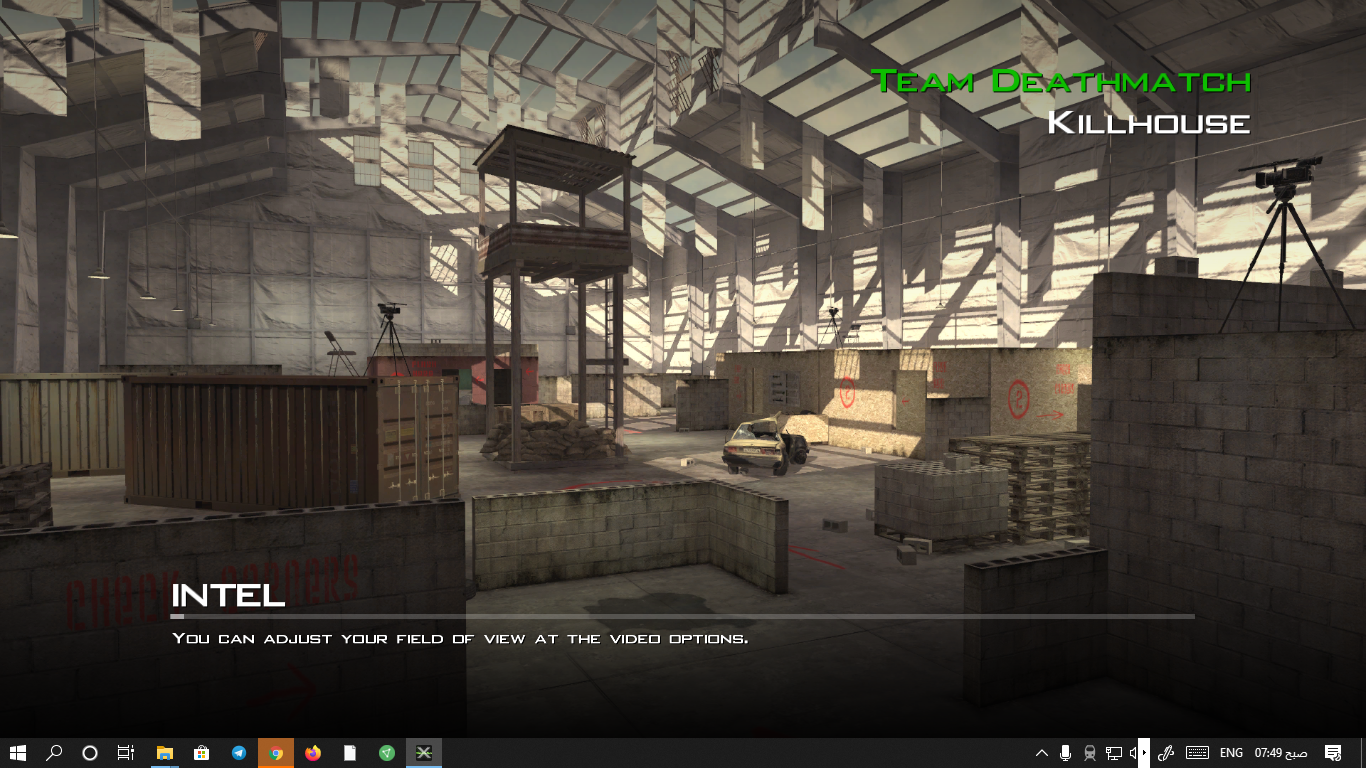 TEAM DEATHMATCH
KILLHOUSE
INTEL
YOU CAN ADJUST YOUR FIELD OF VIEW AT THE VIDEO OPTIONS.
ENG
07:49 صبح